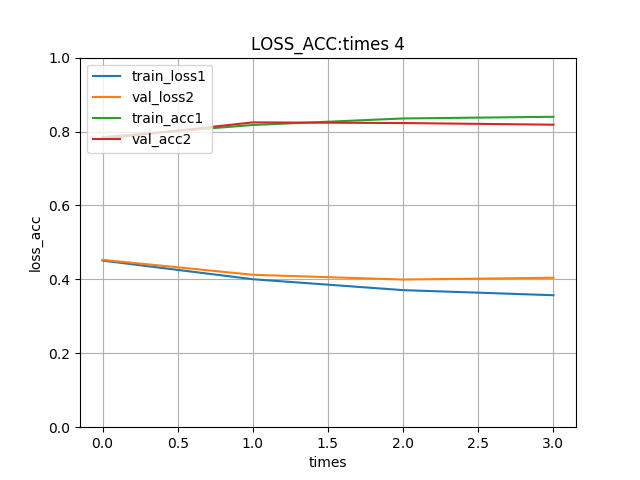 LOSS_ACC:times 4
train_loss1
val_loss2
train_acc1
val_acc2
loss_acc
1.0
0.8
0.6
0.4
0.2
0.0
0.0 0.5 1.0 1.5 2.0 2.5 3.0
times